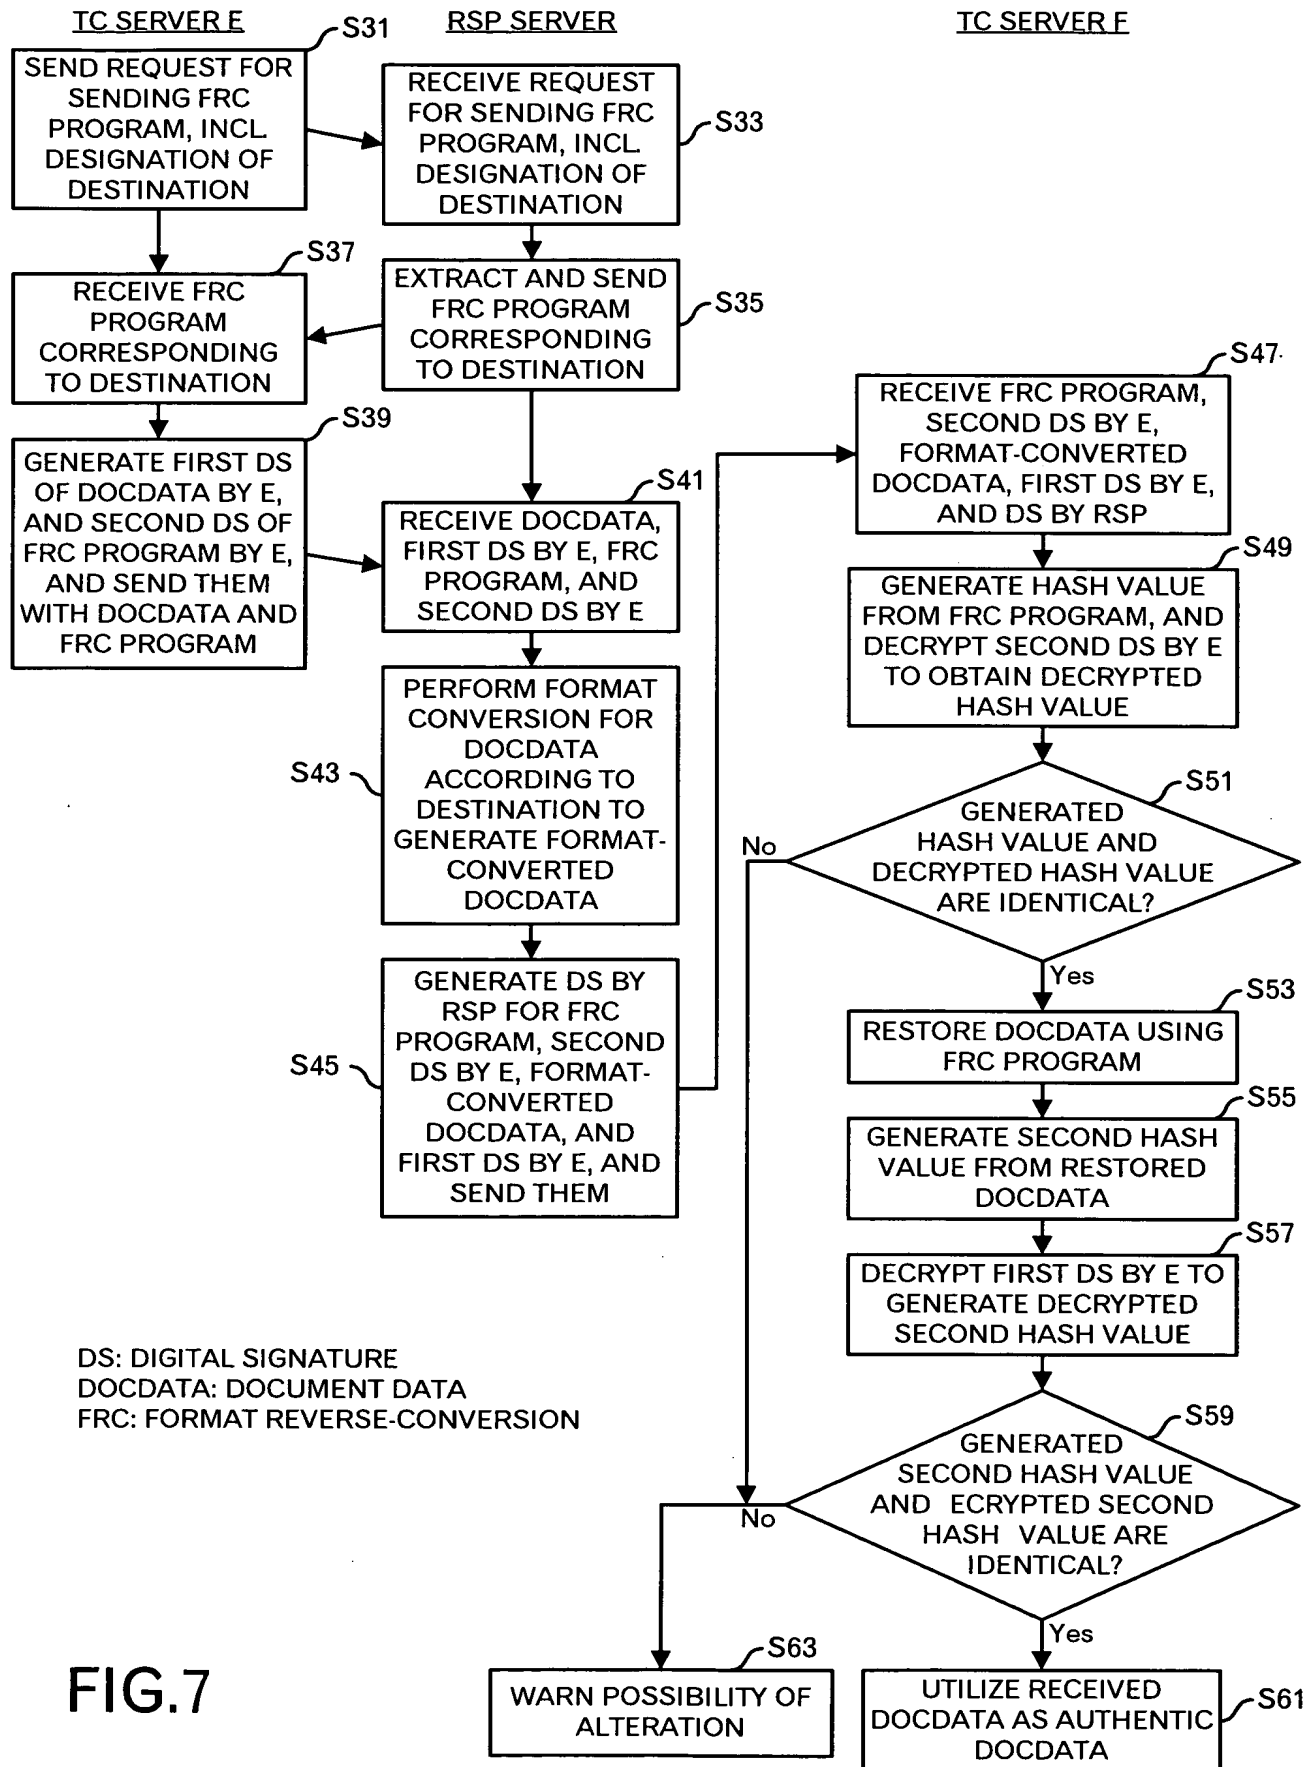 TC SERVER E
RSP SERVER
TC SERVER F
S31
SEND REQUEST FOR
SENDING FRC
PROGRAM, INCL.
DESIGNATION OF
DESTINATION
RECEIVE REQUEST
FOR SENDING FRC
PROGRAM, INCL.
DESIGNATION OF
DESTINATION
S33
S37
RECEIVE FRC
PROGRAM
CORRESPONDING
TO DESTINATION
EXTRACT AND SEND
FRC PROGRAM
CORRESPONDING
TO DESTINATION
S35
S39
GENERATE FIRST DS
OF DOCDATA BY E,
AND SECOND DS OF
FRC PROGRAM BY E,
AND SEND THEM
WITH DOCDATA AND
FRC PROGRAM
S41
RECEIVE DOCDATA,
FIRST DS BY E, FRC
PROGRAM, AND
SECOND DS BY E
S43
PERFORM FORMAT
CONVERSION FOR
DOCDATA
ACCORDING TO
DESTINATION TO
GENERATE FORMAT-
CONVERTED
DOCDATA
S45
GENERATE DS BY
RSP FOR FRC
PROGRAM, SECOND
DS BY E, FORMAT-
CONVERTED
DOCDATA, AND
FIRST DS BY E, AND
SEND THEM
S47
RECEIVE FRC PROGRAM,
SECOND DS BY E,
FORMAT-CONVERTED
DOCDATA, FIRST DS BY E,
AND DS BY RSP
S49
GENERATE HASH VALUE
FROM FRC PROGRAM, AND
DECRYPT SECOND DS BY E
TO OBTAIN DECRYPTED
HASH VALUE
S51
GENERATED
HASH VALUE AND
DECRYPTED HASH VALUE
ARE IDENTICAL?
No
Yes
S53
RESTORE DOCDATA USING
FRC PROGRAM
S55
GENERATE SECOND HASH
VALUE FROM RESTORED
DOCDATA
S57
DECRYPT FIRST DS BY E TO
GENERATE DECRYPTED
SECOND HASH VALUE
S59
GENERATED
SECOND HASH VALUE
AND ECRYPTED SECOND
HASH VALUE ARE
IDENTICAL?
No
Yes
S63
WARN POSSIBILITY OF
ALTERATION
S61
UTILIZE RECEIVED
DOCDATA AS AUTHENTIC
DOCDATA
DS: DIGITAL SIGNATURE
DOCDATA: DOCUMENT DATA
FRC: FORMAT REVERSE-CONVERSION
FIG.7